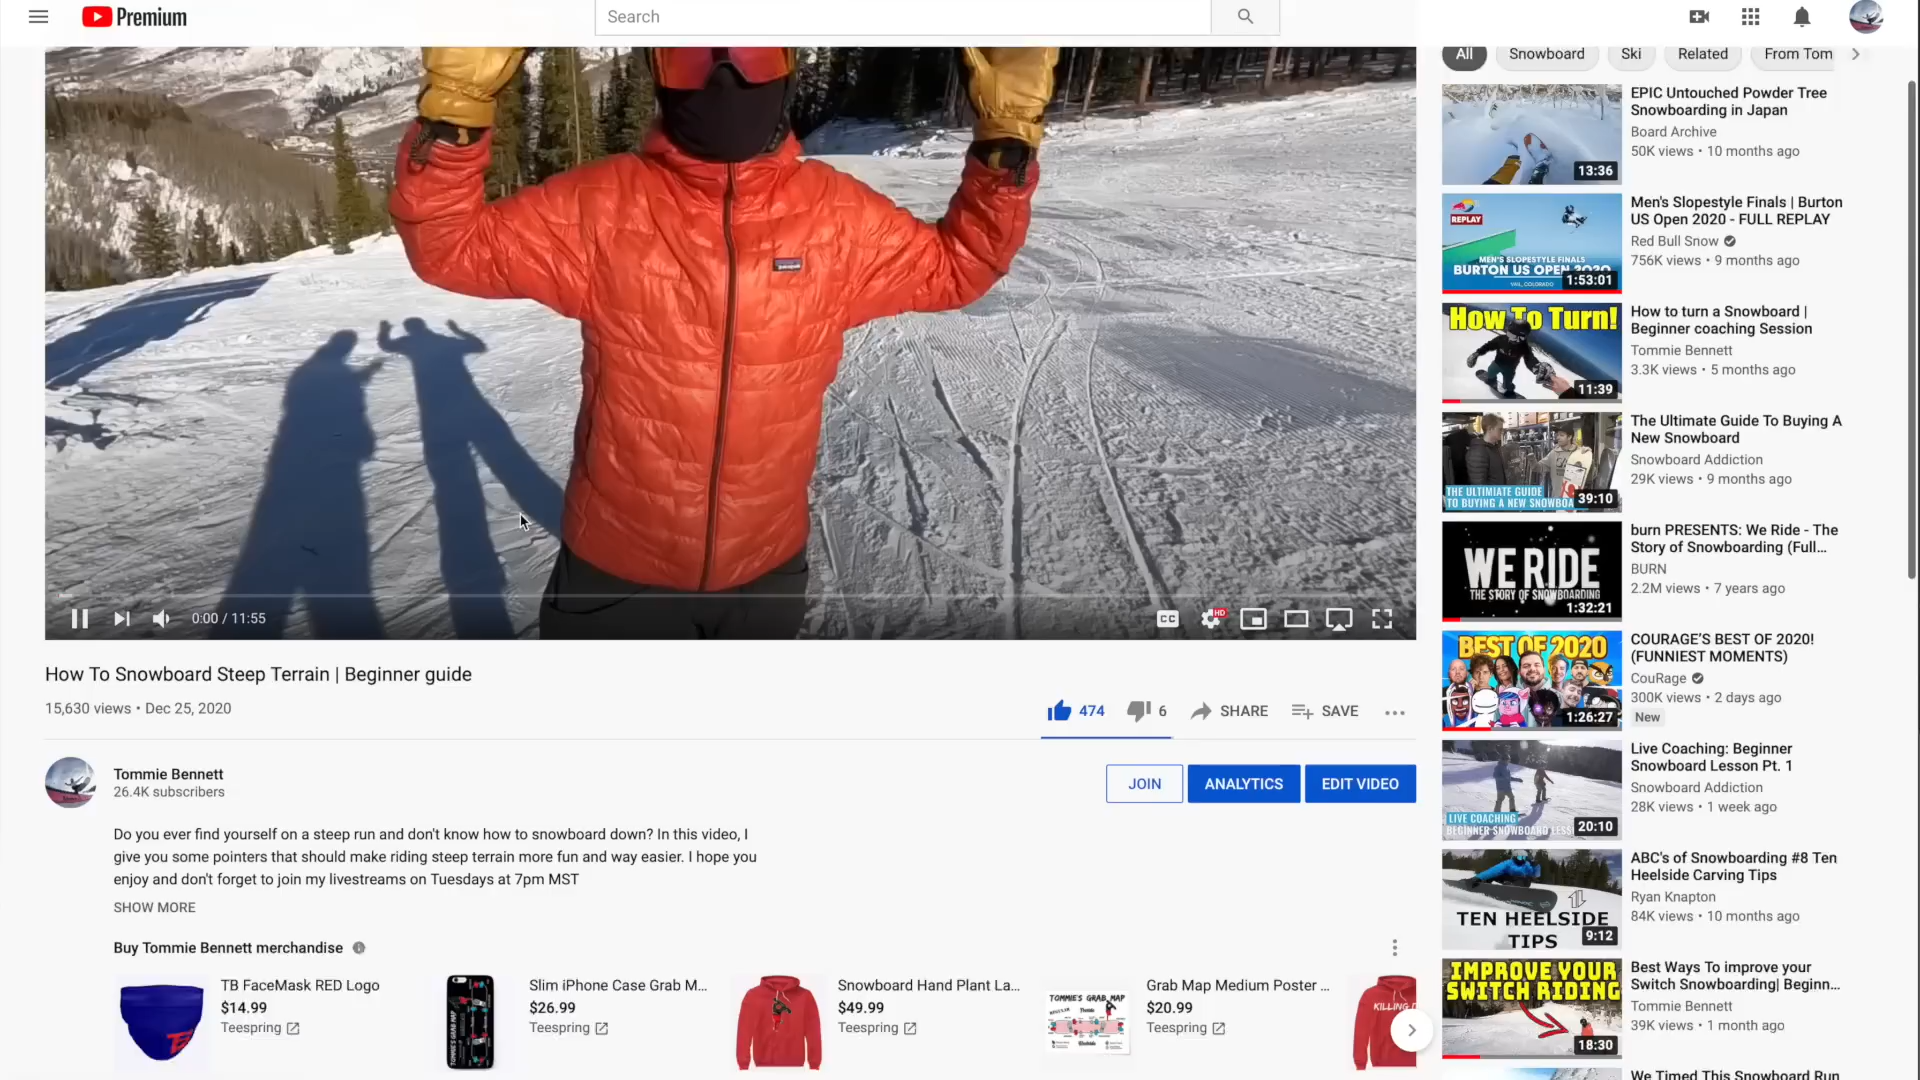 Premium
Search
0:00 / 11:55
CC
HD
How To Snowboard Steep Terrain | Beginner guide
15,630 views • Dec 25, 2020
474
6
SHARE
SAVE
Tommie Bennett
26.4K subscribers
JOIN
ANALYTICS
EDIT VIDEO
Do you ever find yourself on a steep run and don't know how to snowboard down? In this video, I
give you some pointers that should make riding steep terrain more fun and way easier. I hope you
enjoy and don't forget to join my livestreams on Tuesdays at 7pm MST
SHOW MORE
Buy Tommie Bennett merchandise
TB FaceMask RED Logo
$14.99
Teespring
Slim iPhone Case Grab M...
$26.99
Teespring
Snowboard Hand Plant La...
$49.99
Teespring
TOMMIE'S GRAB MAP
Grab Map Medium Poster ...
$20.99
Teespring
All
Snowboard
Ski
Related
From Tom
13:36
EPIC Untouched Powder Tree
Snowboarding in Japan
Board Archive
50K views • 10 months ago
REPLAY
MEN'S SLOPESTYLE FINALS
BURTON US OPEN 2020
VAIL, COLORADO
1:53:01
Men's Slopestyle Finals | Burton
US Open 2020 - FULL REPLAY
Red Bull Snow
756K views • 9 months ago
How To Turn!
11:39
How to turn a Snowboard |
Beginner coaching Session
Tommie Bennett
3.3K views • 5 months ago
THE ULTIMIATE GUIDE
TO BUYING A NEW SNOWBOA
39:10
The Ultimate Guide To Buying A
New Snowboard
Snowboard Addiction
29K views • 9 months ago
WE RIDE
THE STORY OF SNOWBOARDING
1:32:21
burn PRESENTS: We Ride - The
Story of Snowboarding (Full...
BURN
2.2M views • 7 years ago
BEST OF 2020
1:26:27
COURAGE'S BEST OF 2020!
(FUNNIEST MOMENTS)
CouRage
300K views • 2 days ago
New
LIVE COACHING
BEGINNER SNOWBOARD LESS
20:10
Live Coaching: Beginner
Snowboard Lesson Pt. 1
Snowboard Addiction
28K views • 1 week ago
TEN HEELSIDE
TIPS
9:12
ABC's of Snowboarding #8 Ten
Heelside Carving Tips
Ryan Knapton
84K views • 10 months ago
IMPROVE YOUR
SWITCH RIDING
18:30
Best Ways To improve your
Switch Snowboarding| Beginn...
Tommie Bennett
39K views • 1 month ago
We Timed This Snowboard Run